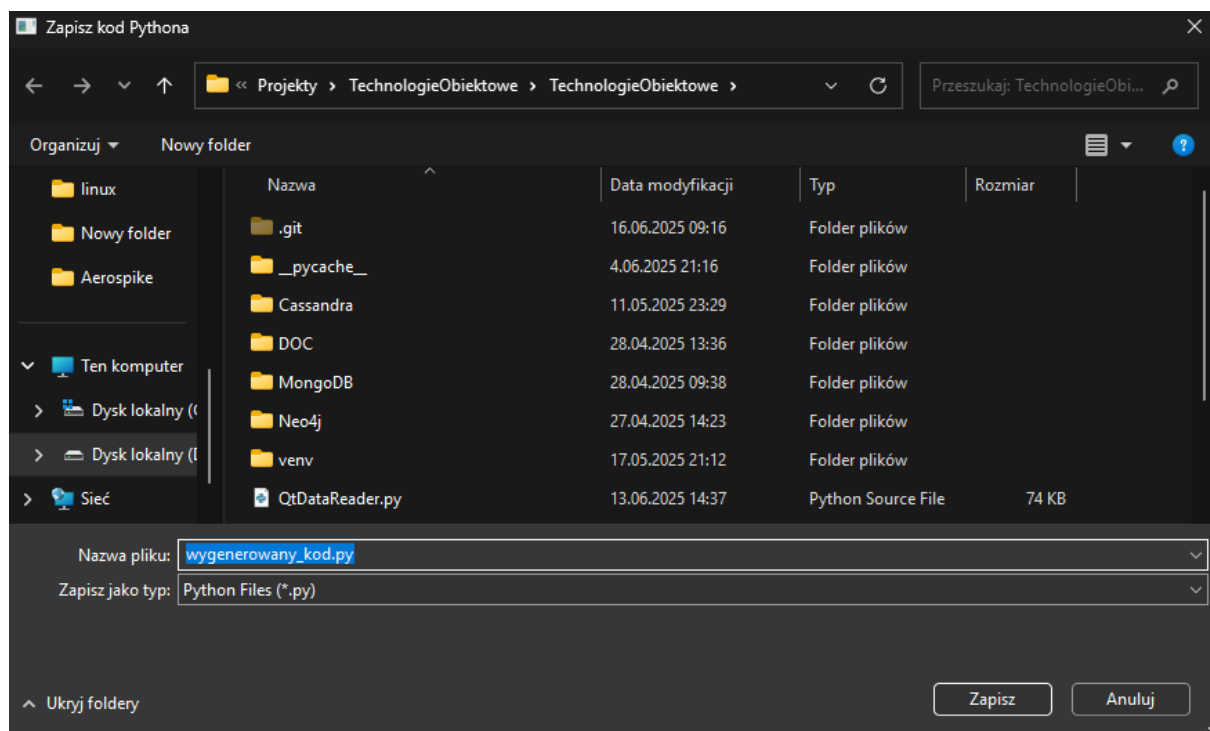 Zapisz kod Pythona
« Projekty > TechnologieObiektowe > TechnologieObiektowe >
Przeszukaj: TechnologieObi...
Organizuj
Nowy folder
?
linux
Nowy folder
Aerospike
Ten komputer
Dysk lokalny (
Dysk lokalny (
Sieć
Nazwa Data modyfikacji Typ Rozmiar
.git 16.06.2025 09:16 Folder plików
__pycache__ 4.06.2025 21:16 Folder plików
Cassandra 11.05.2025 23:29 Folder plików
DOC 28.04.2025 13:36 Folder plików
MongoDB 28.04.2025 09:38 Folder plików
Neo4j 27.04.2025 14:23 Folder plików
venv 17.05.2025 21:12 Folder plików
QtDataReader.py 13.06.2025 14:37 Python Source File 74 KB
Nazwa pliku: wygenerowany_kod.py
Zapisz jako typ: Python Files (*.py)
Ukryj foldery
Zapisz
Anuluj